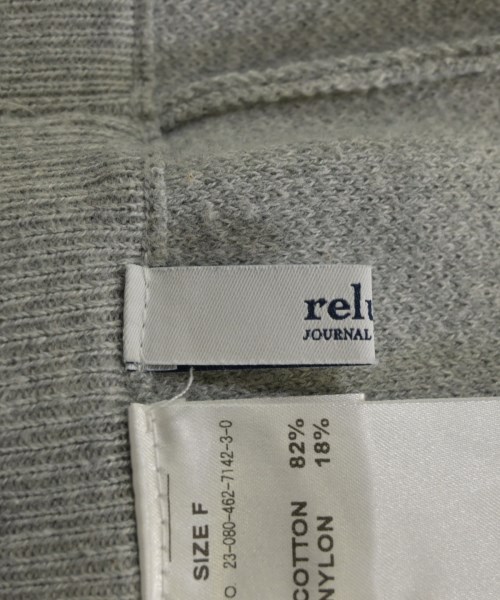 relu
JOURNAL
O. 23-080-462-7142-3-0
SIZE F
COTTON 82%
NYLON 18%